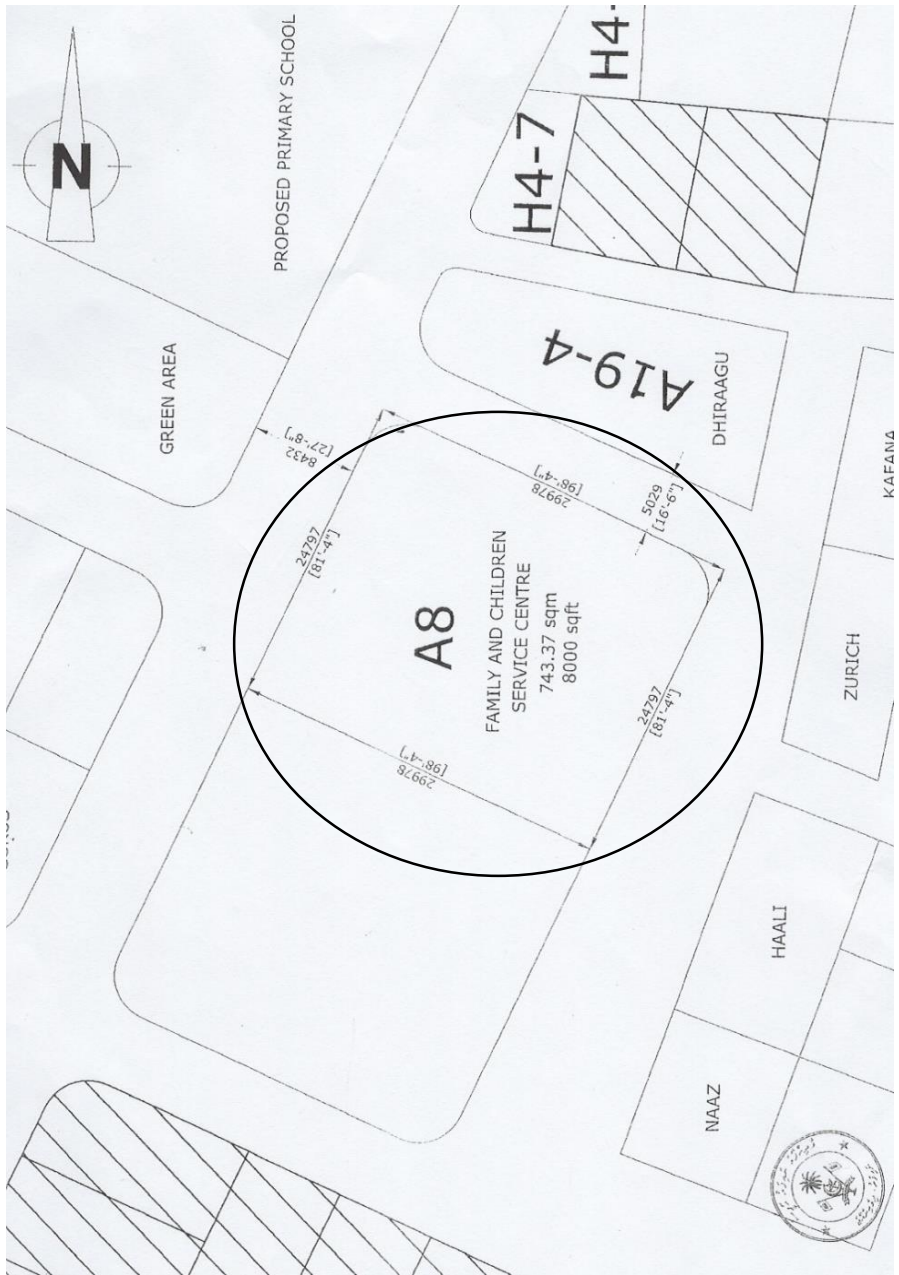 N
PROPOSED PRIMARY SCHOOL
GREEN AREA
H4-
H4-7
A19-4
DHIRAAGU
8432
[27'-8"]
24797
[81'-4"]
29978
[98'-4"]
5029
[16'-6"]
A8
FAMILY AND CHILDREN
SERVICE CENTRE
743.37 sqm
8000 sqft
29978
[98'-4"]
24797
[81'-4"]
KAFANA
ZURICH
HAALI
NAAZ